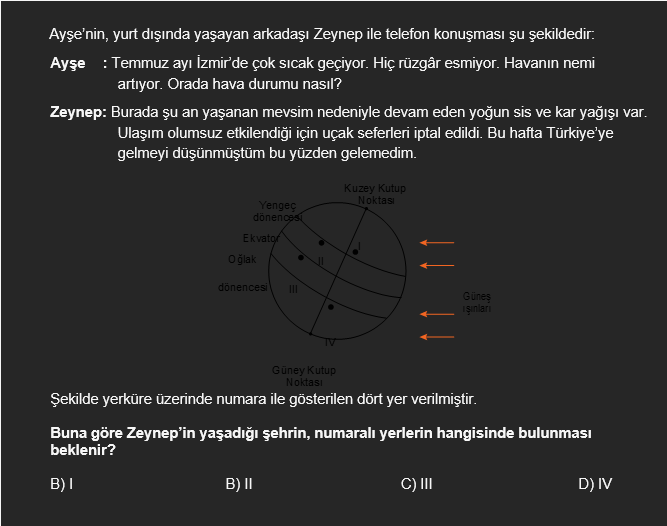 Ayşe’nin, yurt dışında yaşayan arkadaşı Zeynep ile telefon konuşması şu şekildedir:
Ayşe : Temmuz ayı İzmir’de çok sıcak geçiyor. Hiç rüzgâr esmiyor. Havanın nemi
artıyor. Orada hava durumu nasıl?
Zeynep: Burada şu an yaşanan mevsim nedeniyle devam eden yoğun sis ve kar yağışı var.
Ulaşım olumsuz etkilendiği için uçak seferleri iptal edildi. Bu hafta Türkiye’ye
gelmeyi düşünmüştüm bu yüzden gelemedim.
Kuzey Kutup
Noktası
Yengeç
dönencesi
Ekvator
I
Oğlak
II
dönencesi
III
Güneş
ışınları
IV
Güney Kutup
Noktası
Şekilde yerküre üzerinde numara ile gösterilen dört yer verilmiştir.
Buna göre Zeynep’in yaşadığı şehrin, numaralı yerlerin hangisinde bulunması
beklenir?
B) I B) II C) III D) IV